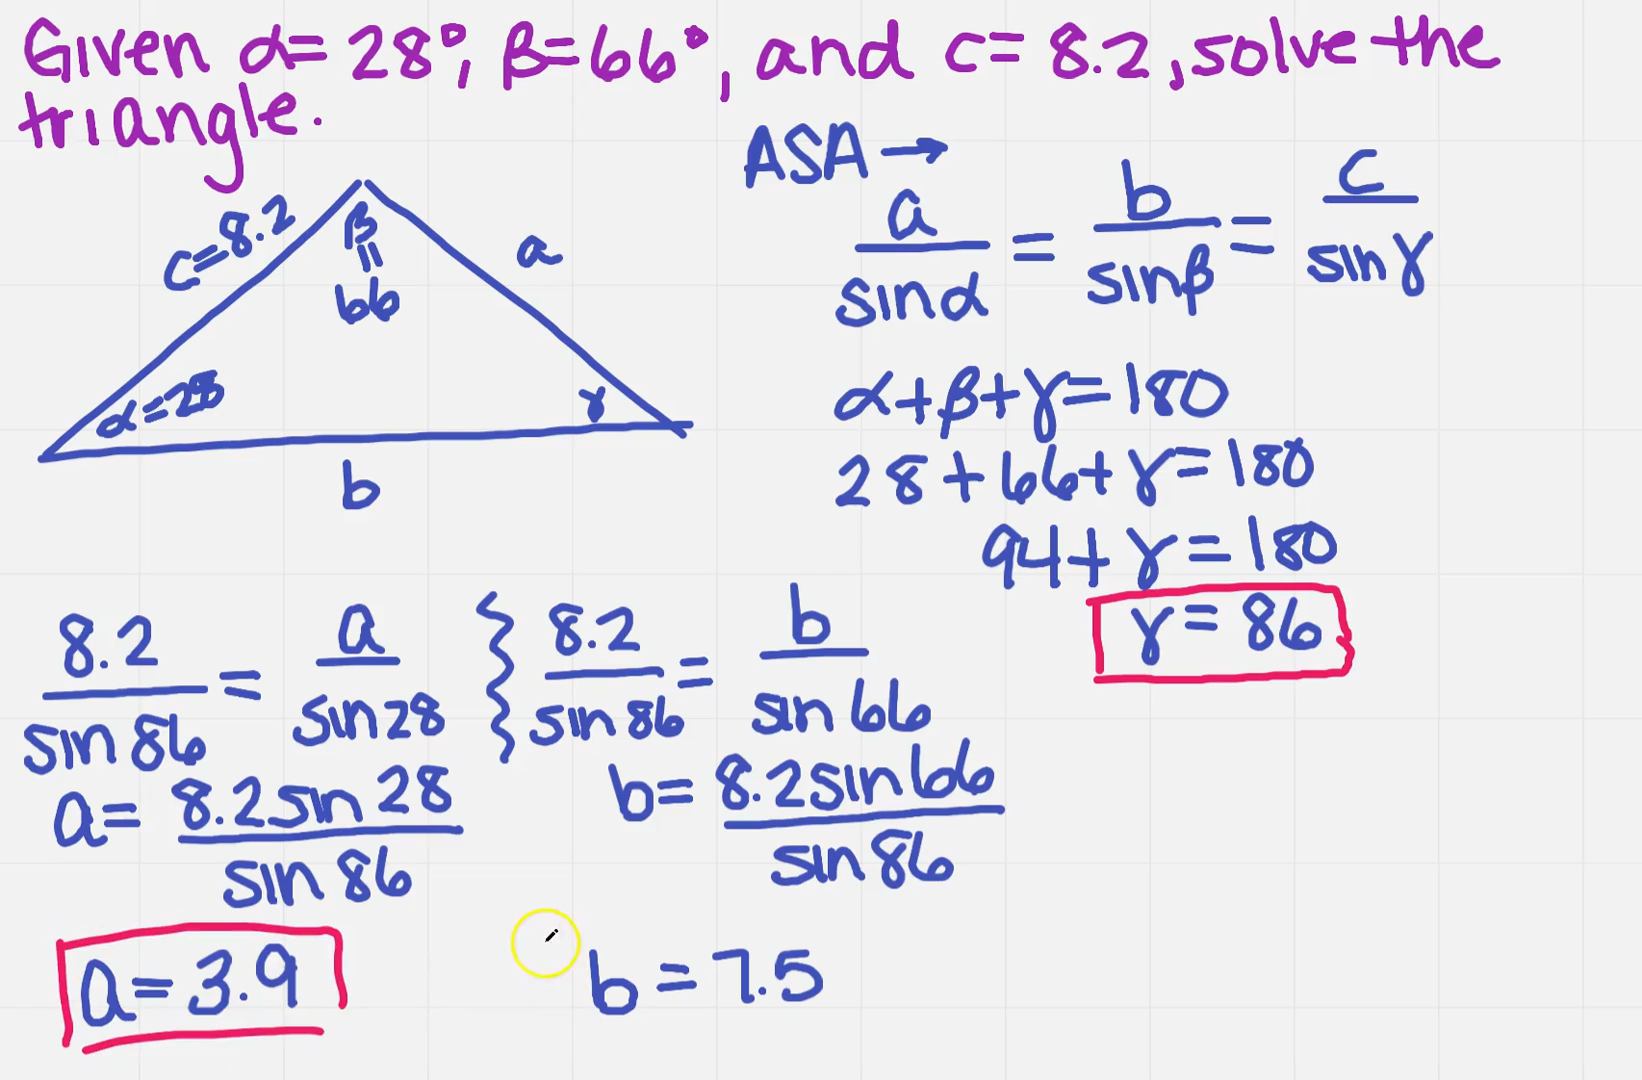 Given α=28°, β=66°, and c=8.2, solve the
triangle.
ASA →
a/sinα = b/sinβ = c/sinγ
c=8.2
β
=
66
a
α=28
γ
b
α+β+γ=180
28+66+γ=180
94+γ=180
γ=86
8.2/sin86 = a/sin28
a= 8.2sin28/sin86
a=3.9
8.2/sin86 = b/sin66
b= 8.2sin66/sin86
b=7.5